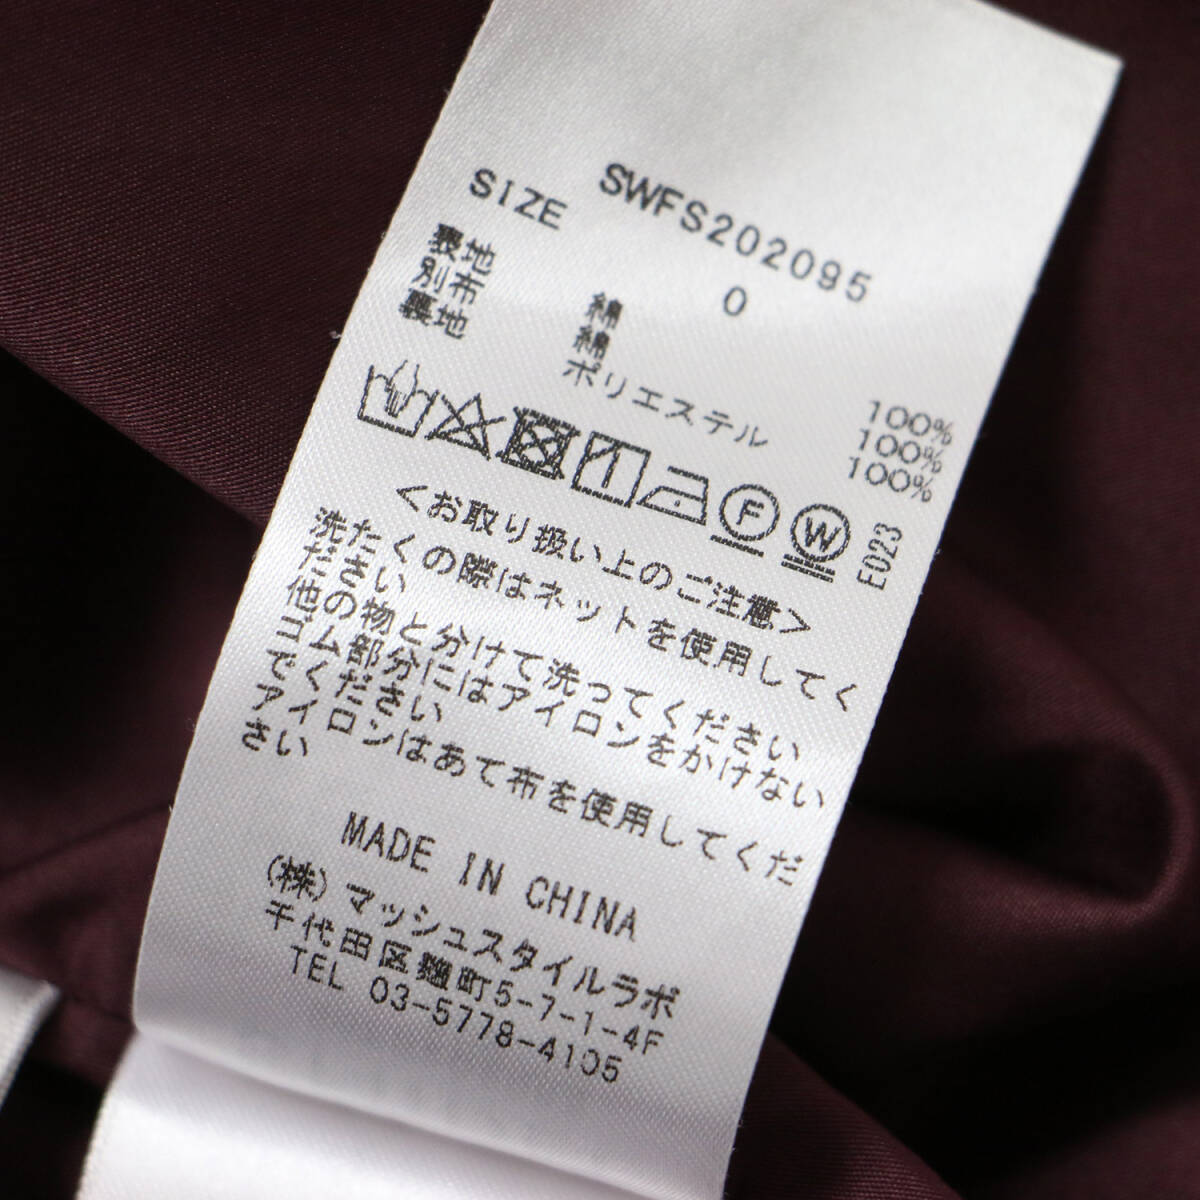 SWFS202095
SIZE 0
表地 綿 100%
別布 綿 100%
裏地 ポリエステル 100%
F W E023
<お取り扱い上のご注意>
洗たくの際はネットを使用してく
ださい
他の物と分けて洗ってください
ゴム部分にはアイロンをかけない
でください
アイロンはあて布を使用してくだ
さい
MADE IN CHINA
(株)マッシュスタイルラボ
千代田区麹町5-7-1-4F
TEL 03-5778-4105